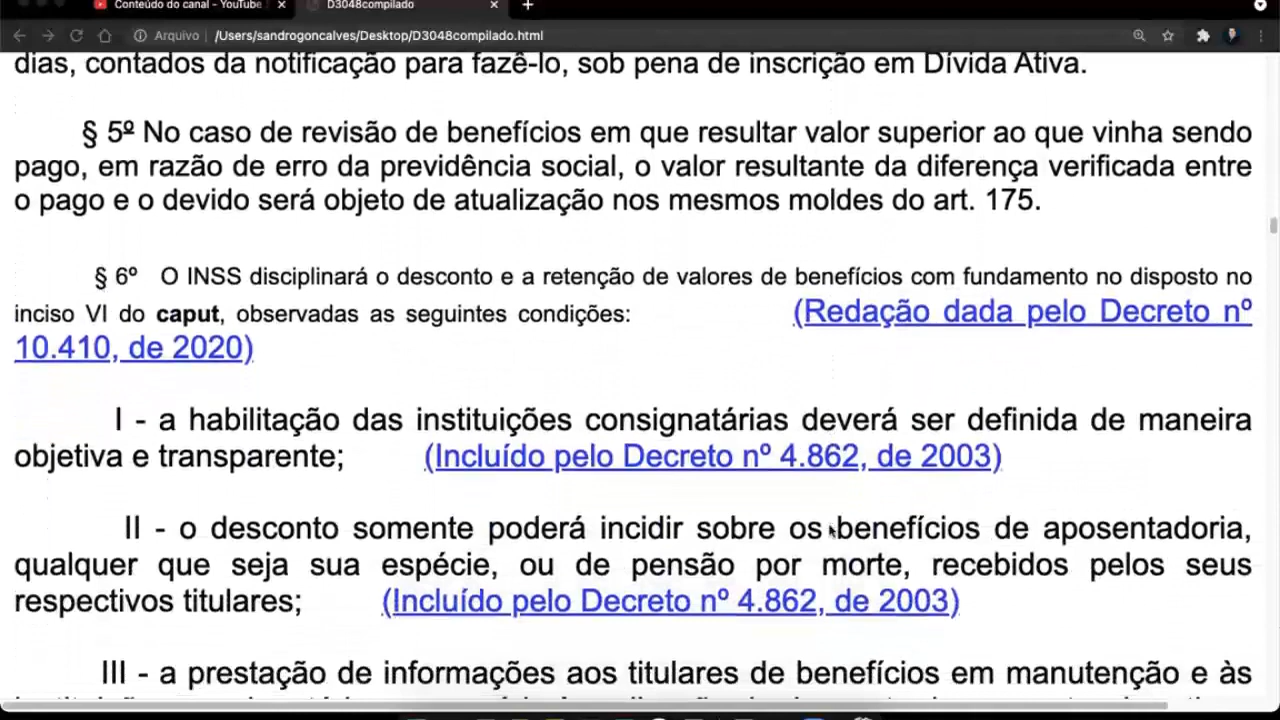 Conteúdo do canal - YouTube
D3048compilado
Arquivo
/Users/sandrogoncalves/Desktop/D3048compilado.html
dias, contados da notificação para fazê-lo, sob pena de inscrição em Dívida Ativa.
§ 5º No caso de revisão de benefícios em que resultar valor superior ao que vinha sendo
pago, em razão de erro da previdência social, o valor resultante da diferença verificada entre
o pago e o devido será objeto de atualização nos mesmos moldes do art. 175.
§ 6º O INSS disciplinará o desconto e a retenção de valores de benefícios com fundamento no disposto no
inciso VI do caput, observadas as seguintes condições: (Redação dada pelo Decreto nº
10.410, de 2020)
I - a habilitação das instituições consignatárias deverá ser definida de maneira
objetiva e transparente; (Incluído pelo Decreto nº 4.862, de 2003)
II - o desconto somente poderá incidir sobre os benefícios de aposentadoria,
qualquer que seja sua espécie, ou de pensão por morte, recebidos pelos seus
respectivos titulares; (Incluído pelo Decreto nº 4.862, de 2003)
III - a prestação de informações aos titulares de benefícios em manutenção e às